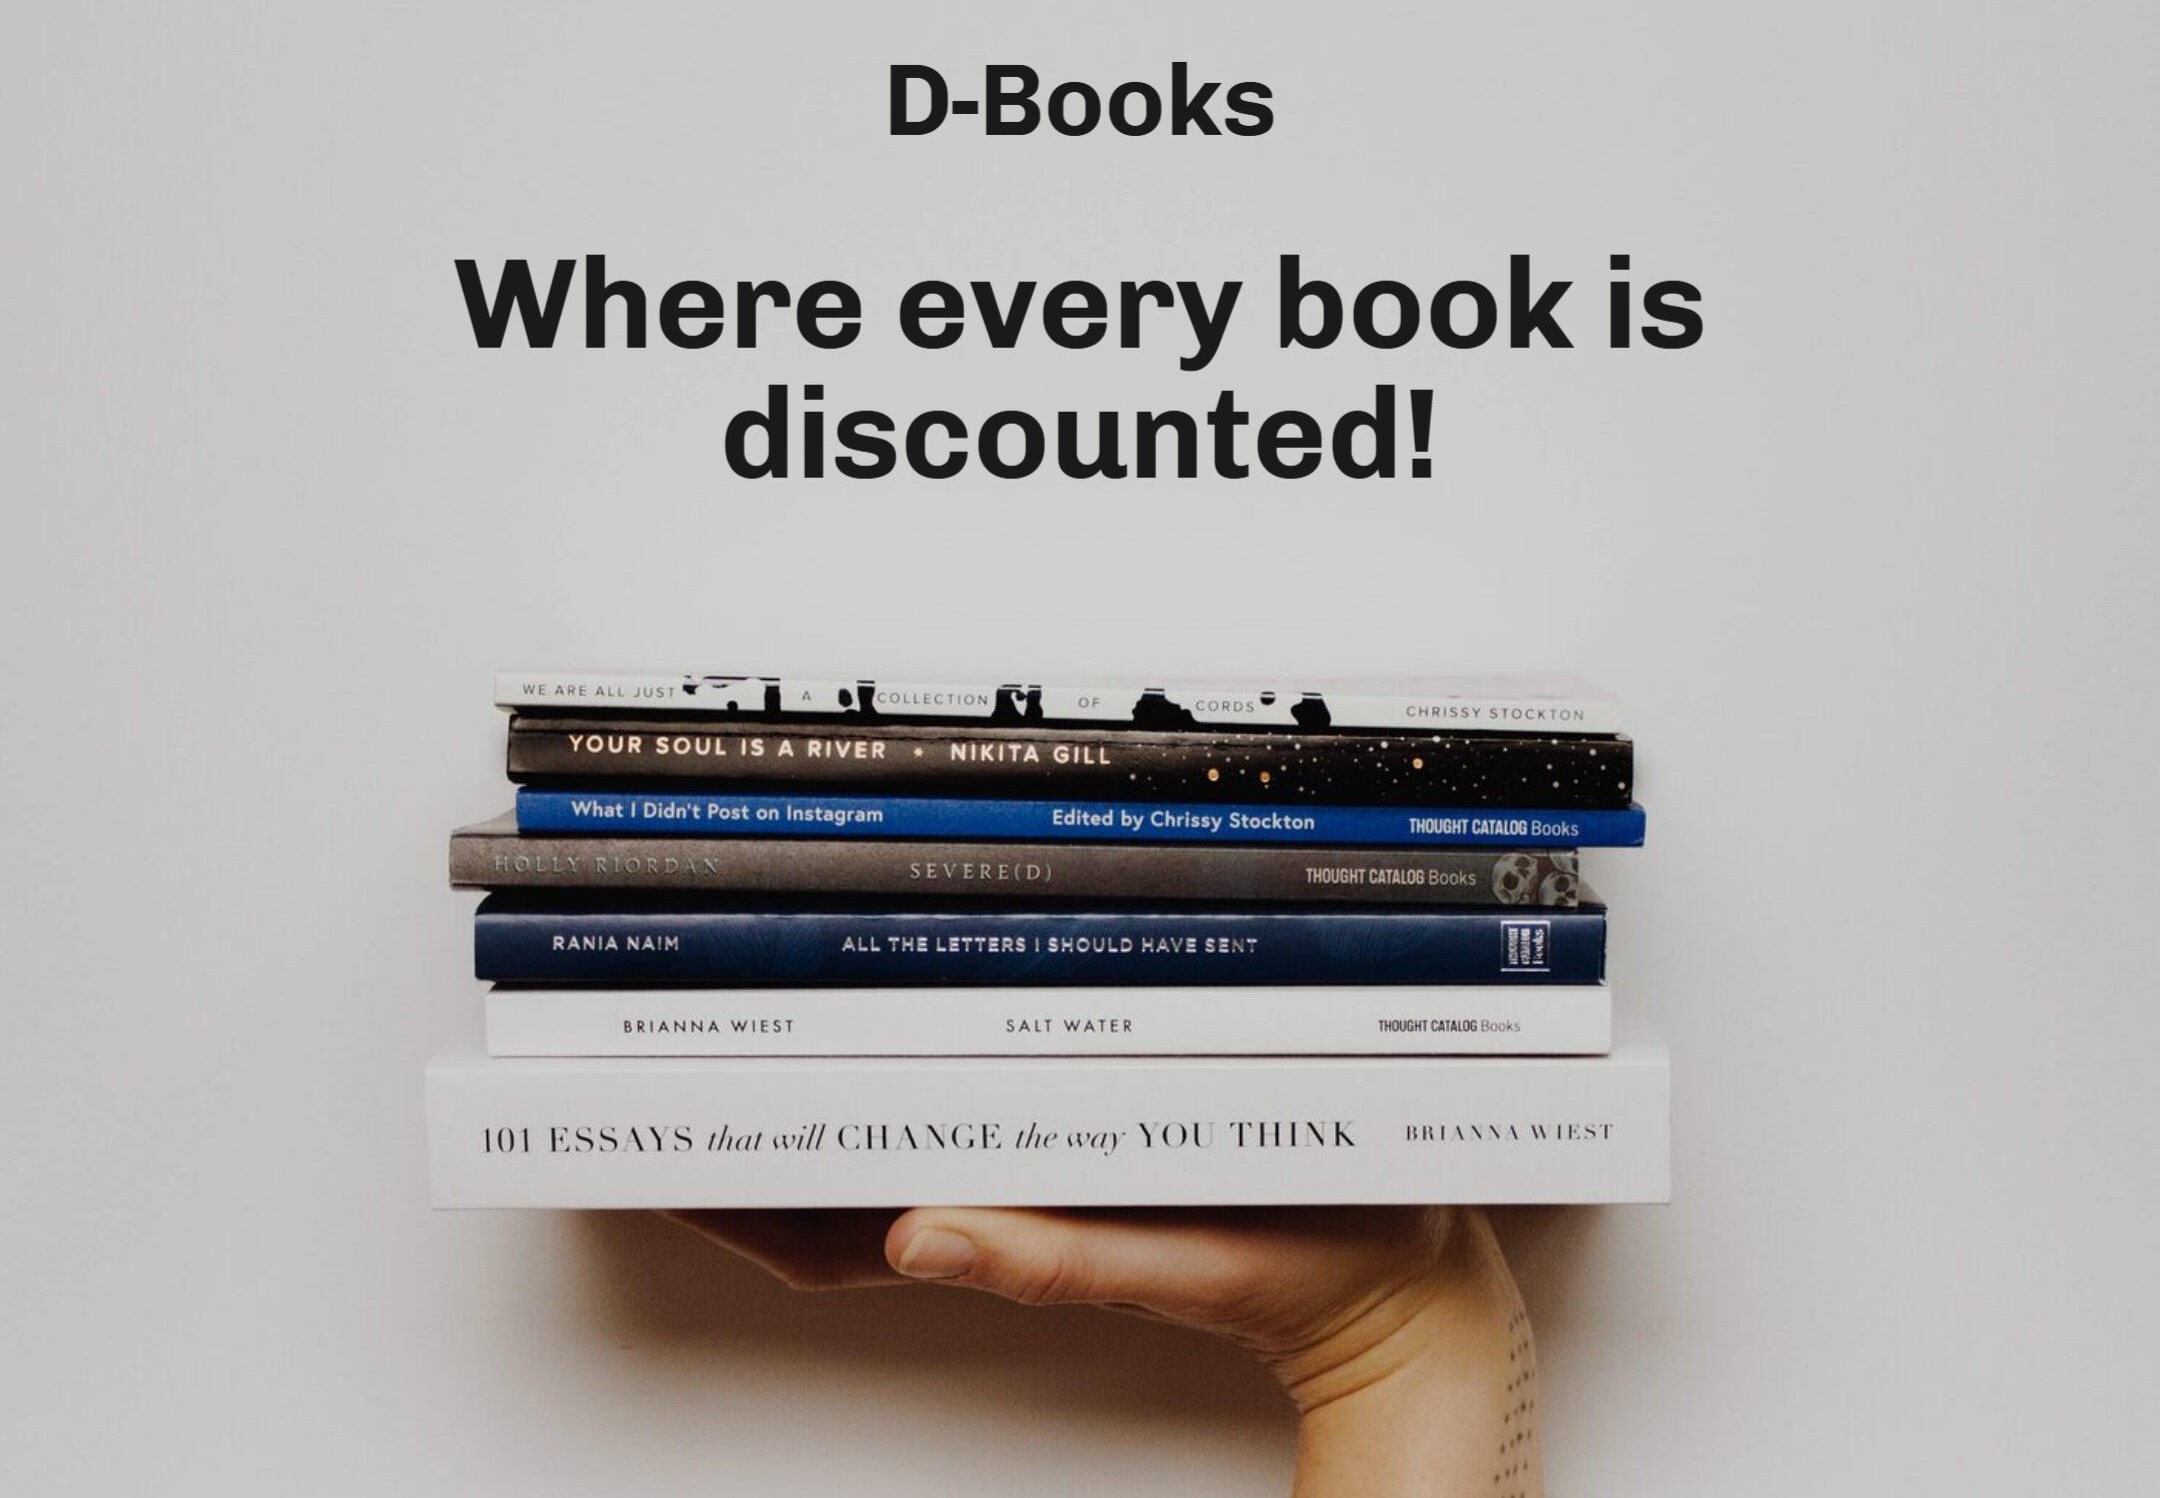 D-Books
Where every book is
discounted!
WE ARE ALL JUST A COLLECTION OF CORDS CHRISSY STOCKTON
YOUR SOUL IS A RIVER * NIKITA GILL
What I Didn't Post on Instagram Edited by Chrissy Stockton THOUGHT CATALOG Books
HOLLY RIORDAN SEVERE(D) THOUGHT CATALOG Books
RANIA NAIM ALL THE LETTERS I SHOULD HAVE SENT THOUGHT CATALOG Books
BRIANNA WIEST SALT WATER THOUGHT CATALOG Books
101 ESSAYS that will CHANGE the way YOU THINK BRIANNA WIEST